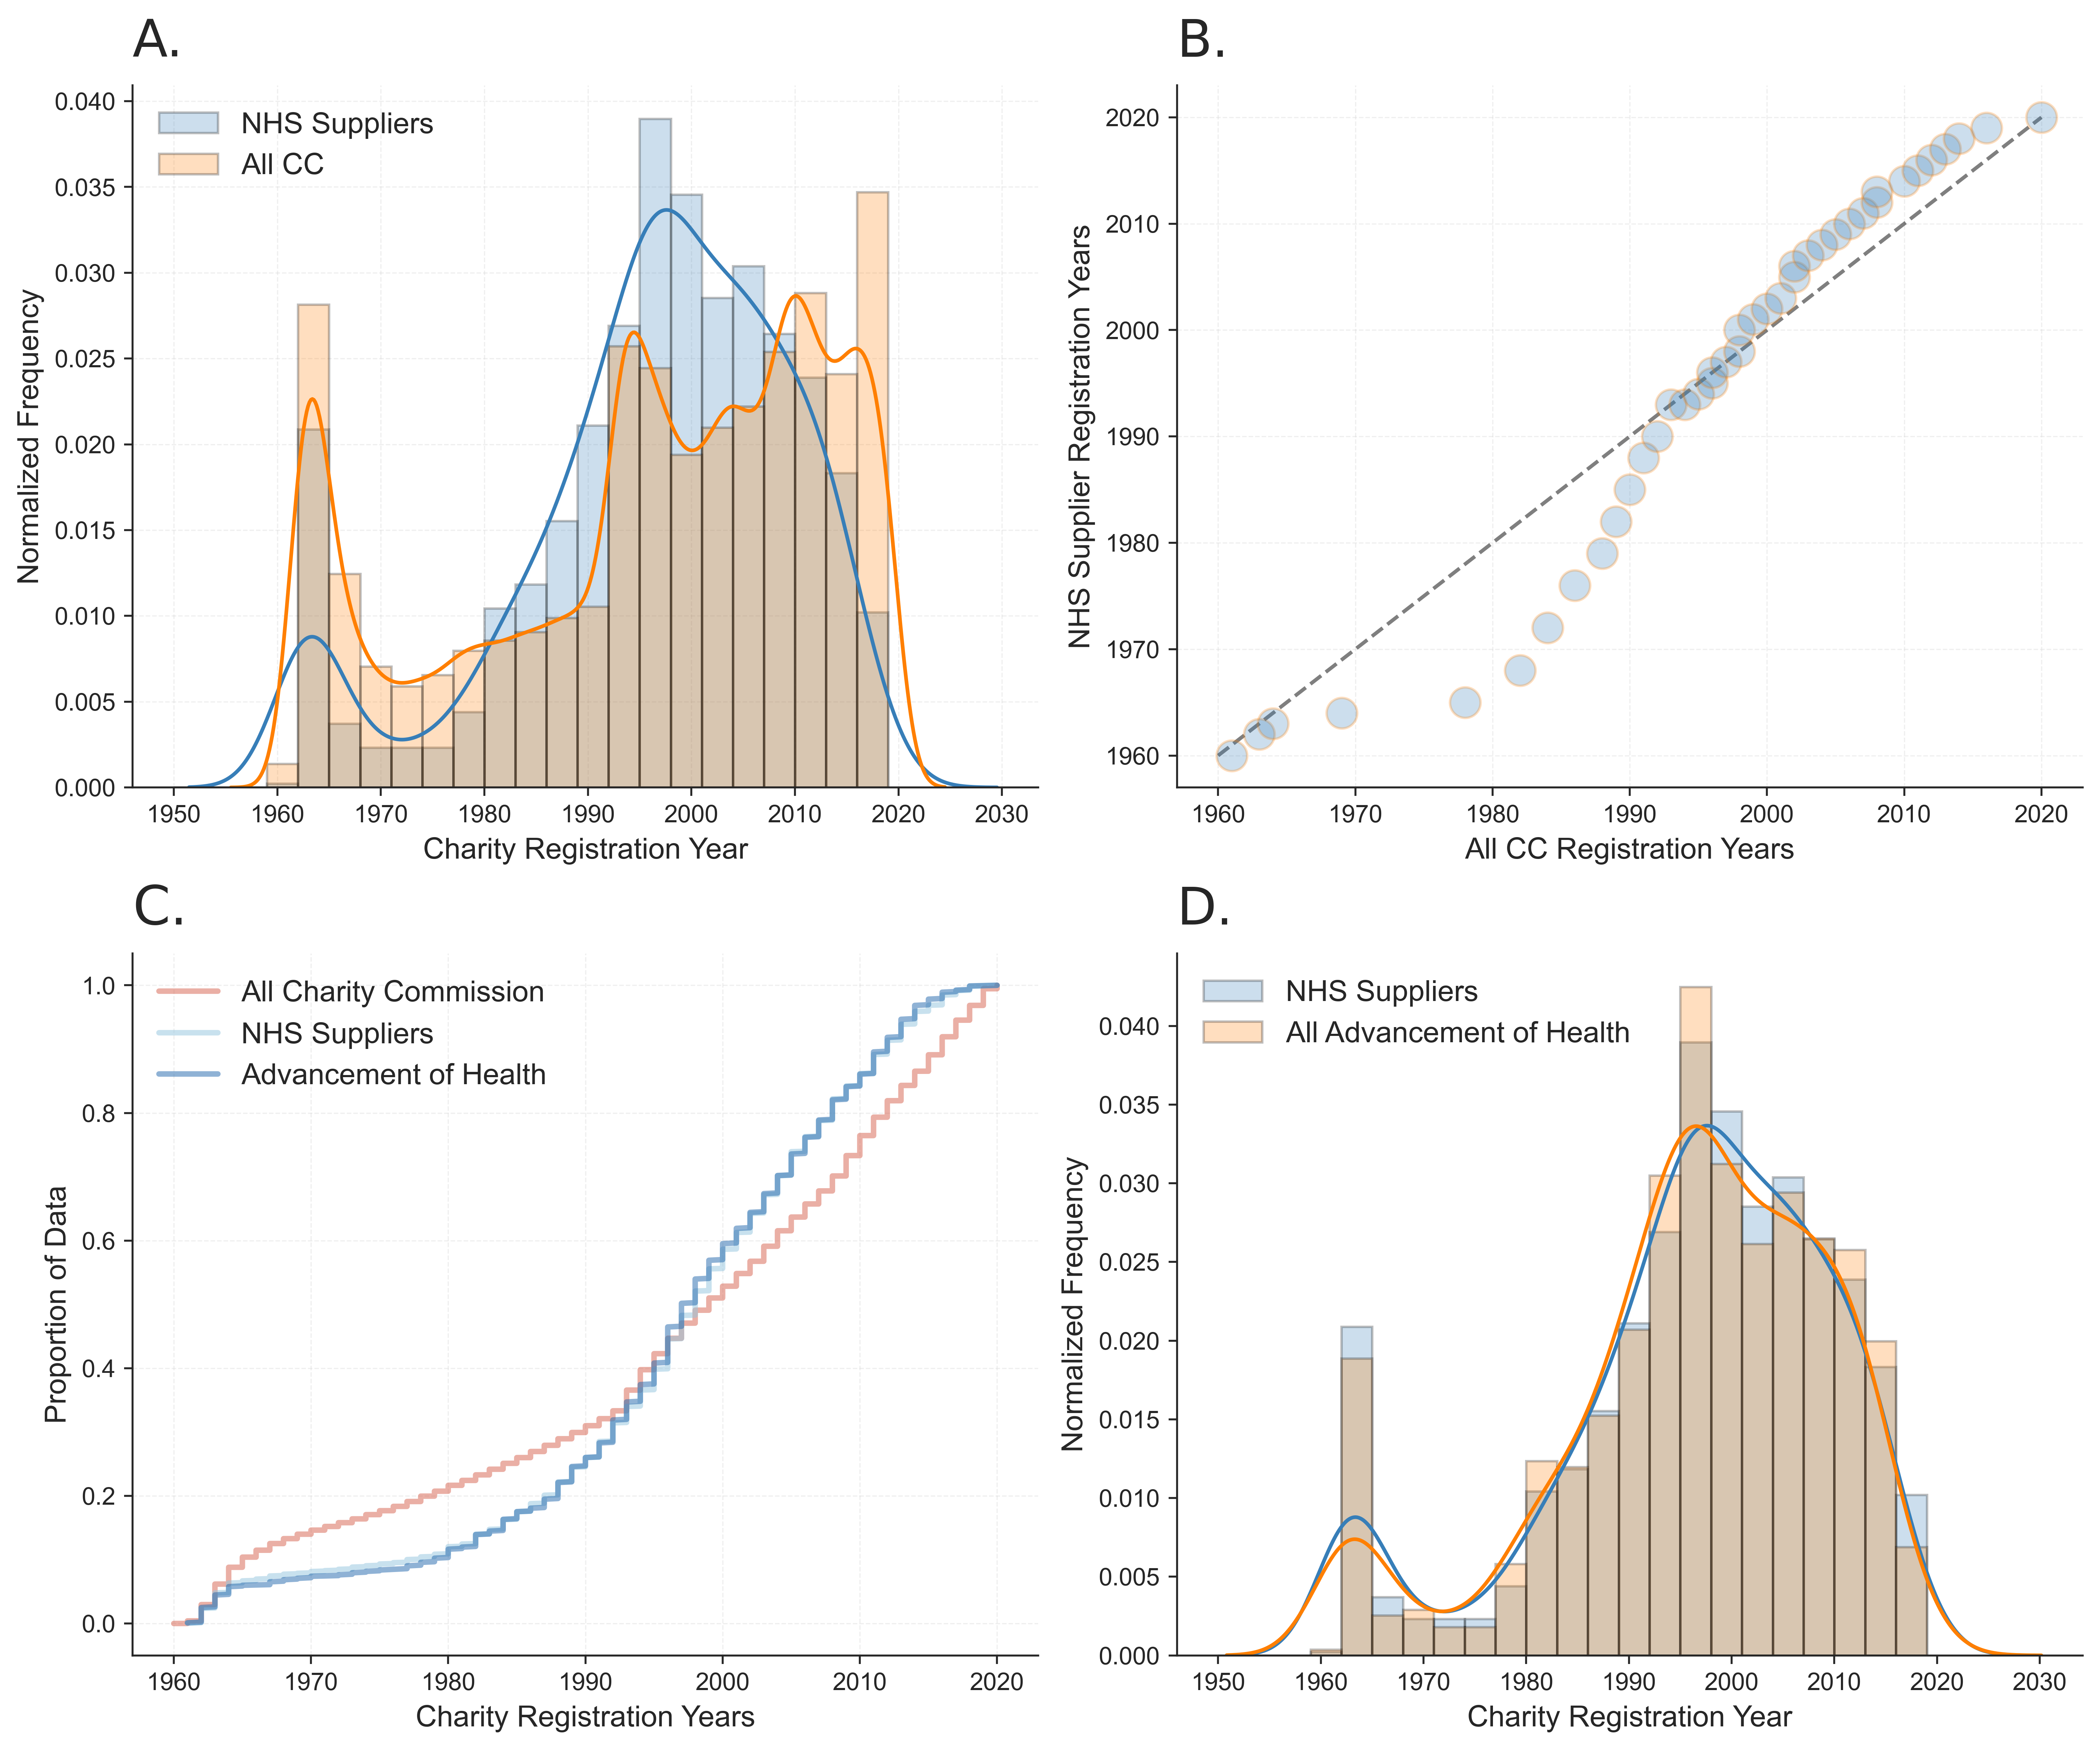 A.
0.040
0.035
0.030
0.025
0.020
0.015
0.010
0.005
0.000
Normalized Frequency
NHS Suppliers
All CC
1950 1960 1970 1980 1990 2000 2010 2020 2030
Charity Registration Year
B.
2020
2010
2000
1990
1980
1970
1960
NHS Supplier Registration Years
1960 1970 1980 1990 2000 2010 2020
All CC Registration Years
C.
1.0
0.8
0.6
0.4
0.2
0.0
Proportion of Data
All Charity Commission
NHS Suppliers
Advancement of Health
1960 1970 1980 1990 2000 2010 2020
Charity Registration Years
D.
0.040
0.035
0.030
0.025
0.020
0.015
0.010
0.005
0.000
Normalized Frequency
NHS Suppliers
All Advancement of Health
1950 1960 1970 1980 1990 2000 2010 2020 2030
Charity Registration Year